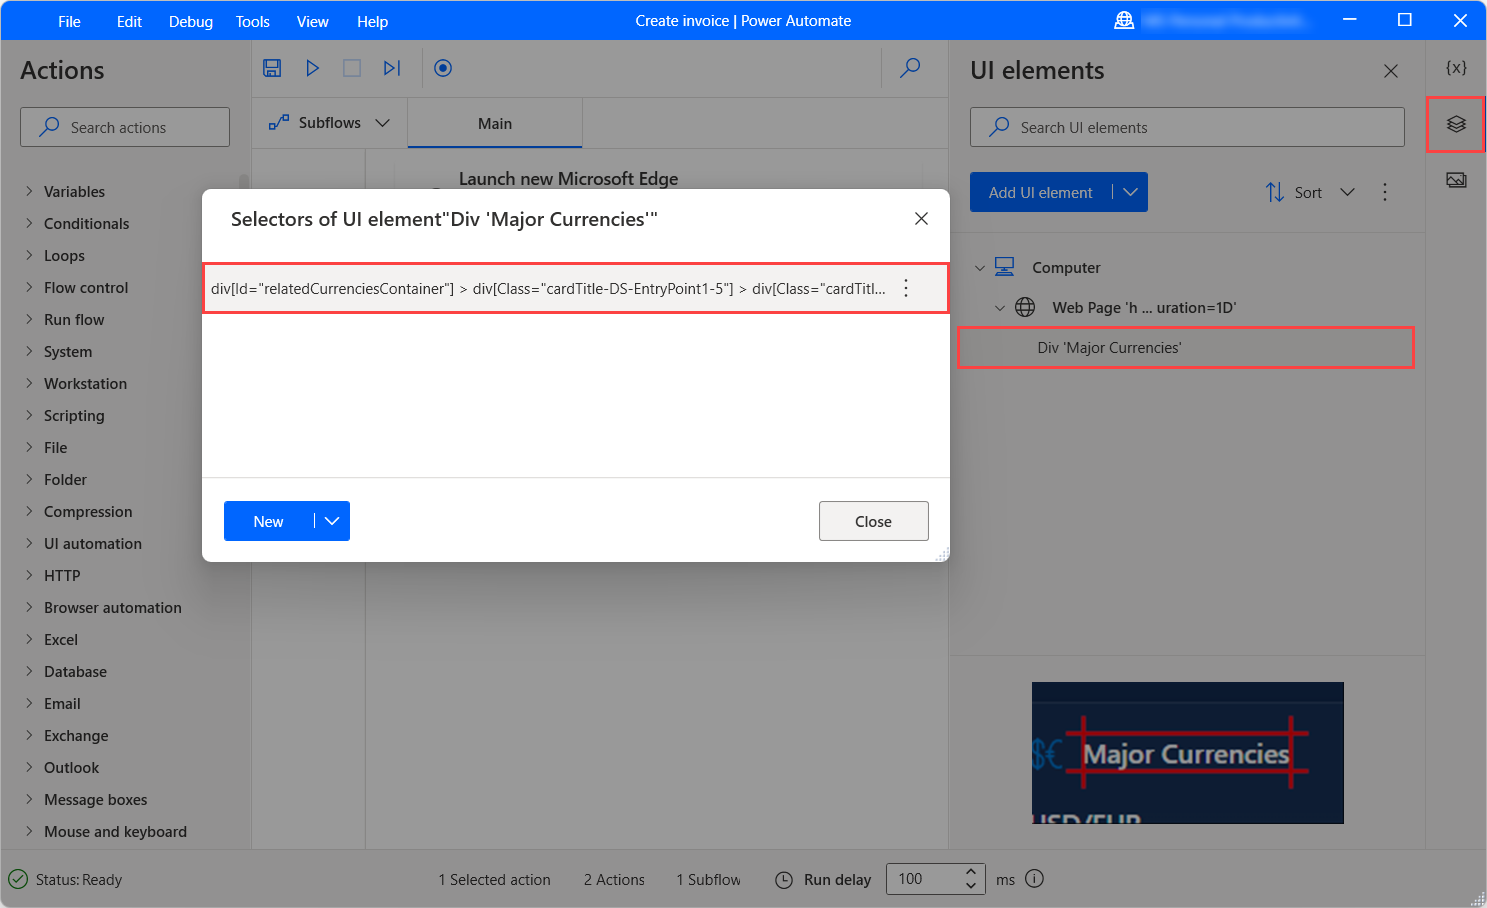 File Edit Debug Tools View Help Create invoice | Power Automate
Actions
Search actions
Variables
Conditionals
Loops
Flow control
Run flow
System
Workstation
Scripting
File
Folder
Compression
UI automation
HTTP
Browser automation
Excel
Database
Email
Exchange
Outlook
Message boxes
Mouse and keyboard
Subflows Main
Launch new Microsoft Edge
Selectors of UI element"Div 'Major Currencies'"
div[Id="relatedCurrenciesContainer"] > div[Class="cardTitle-DS-EntryPoint1-5"] > div[Class="cardTitl...
New Close
UI elements
{x}
Search UI elements
Add UI element Sort
Computer
Web Page 'h ... uration=1D'
Div 'Major Currencies'
$€ Major Currencies
USD/EUR
Status: Ready 1 Selected action 2 Actions 1 Subflow Run delay 100 ms